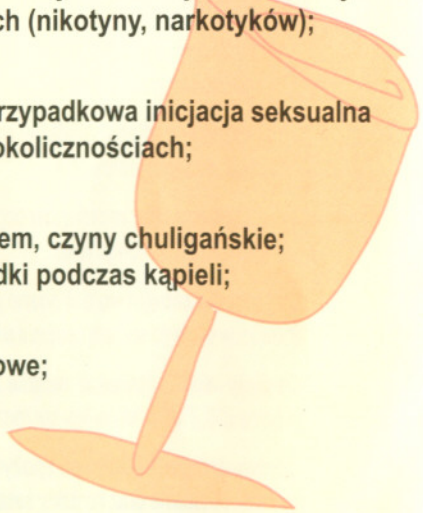 ch (nikotyny, narkotyków);
rzypadkowa inicjacja seksualna
okolicznościach;
em, czyny chuligańskie;
dki podczas kąpieli;
owe;